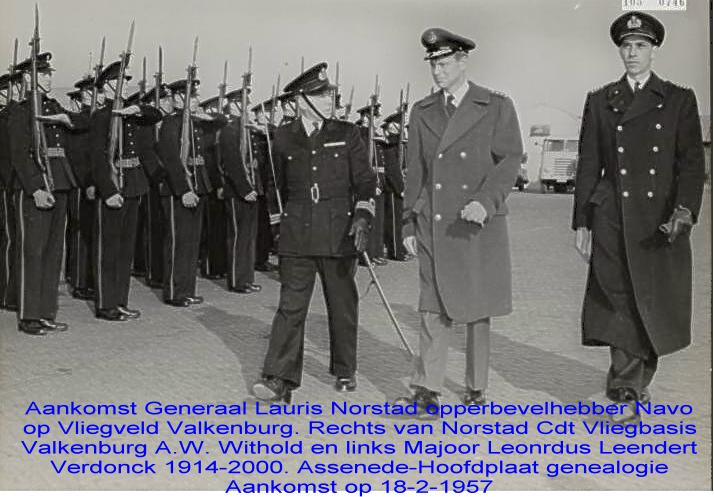 103 0746
Aankomst Generaal Lauris Norstad opperbevelhebber Navo
op Vliegveld Valkenburg. Rechts van Norstad Cdt Vliegbasis
Valkenburg A.W. Withold en links Majoor Leonrdus Leendert
Verdonck 1914-2000. Assenede-Hoofdplaat genealogie
Aankomst op 18-2-1957